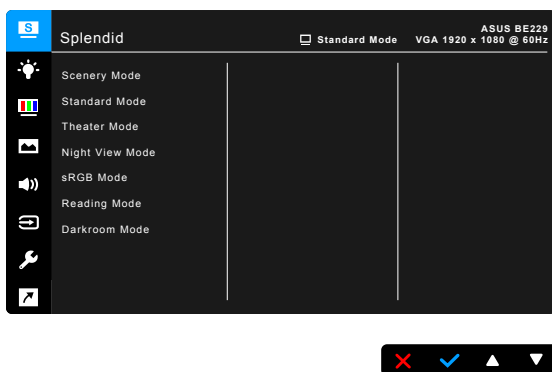 S
Splendid
Standard Mode
ASUS BE229
VGA 1920 x 1080 @ 60Hz
Scenery Mode
Standard Mode
Theater Mode
Night View Mode
sRGB Mode
Reading Mode
Darkroom Mode